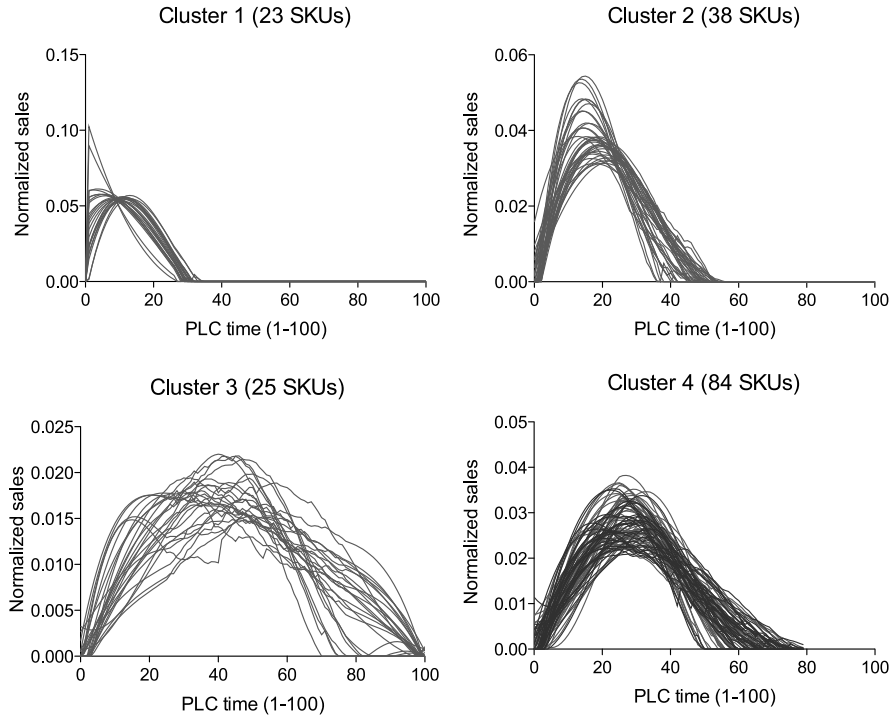 Cluster 1 (23 SKUs)
0.15
0.10
0.05
0.00
Normalized sales
0 20 40 60 80 100
PLC time (1-100)
Cluster 2 (38 SKUs)
0.06
0.04
0.02
0.00
Normalized sales
0 20 40 60 80 100
PLC time (1-100)
Cluster 3 (25 SKUs)
0.025
0.020
0.015
0.010
0.005
0.000
Normalized sales
0 20 40 60 80 100
PLC time (1-100)
Cluster 4 (84 SKUs)
0.05
0.04
0.03
0.02
0.01
0.00
Normalized sales
0 20 40 60 80 100
PLC time (1-100)